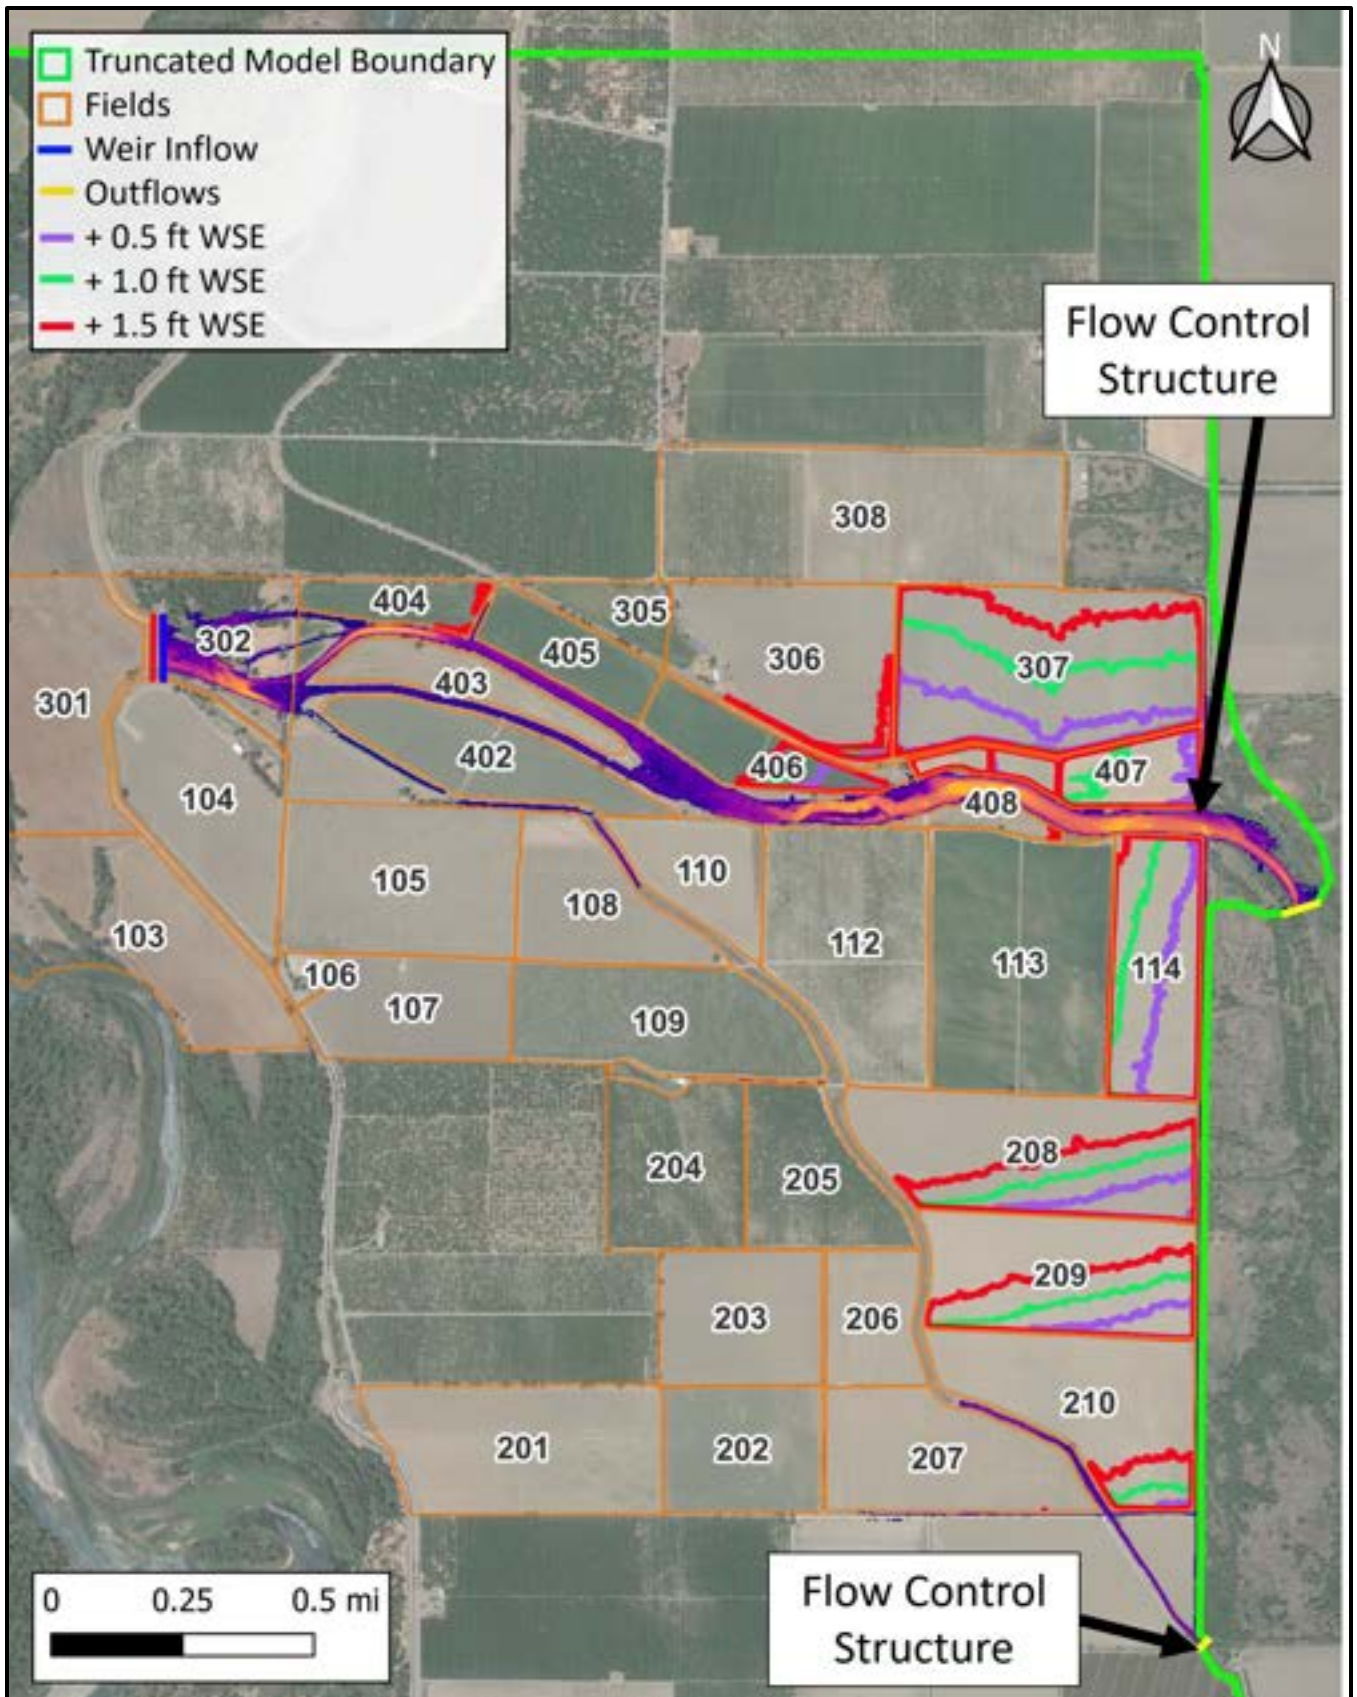 Truncated Model Boundary
Fields
Weir Inflow
Outflows
+ 0.5 ft WSE
+ 1.0 ft WSE
+ 1.5 ft WSE
N
Flow Control
Structure
308
404
305
302
405
306
307
403
301
402
406
407
104
408
105
110
108
103
112
113
114
106
107
109
208
204
205
209
203
206
210
201
202
207
0 0.25 0.5 mi
Flow Control
Structure